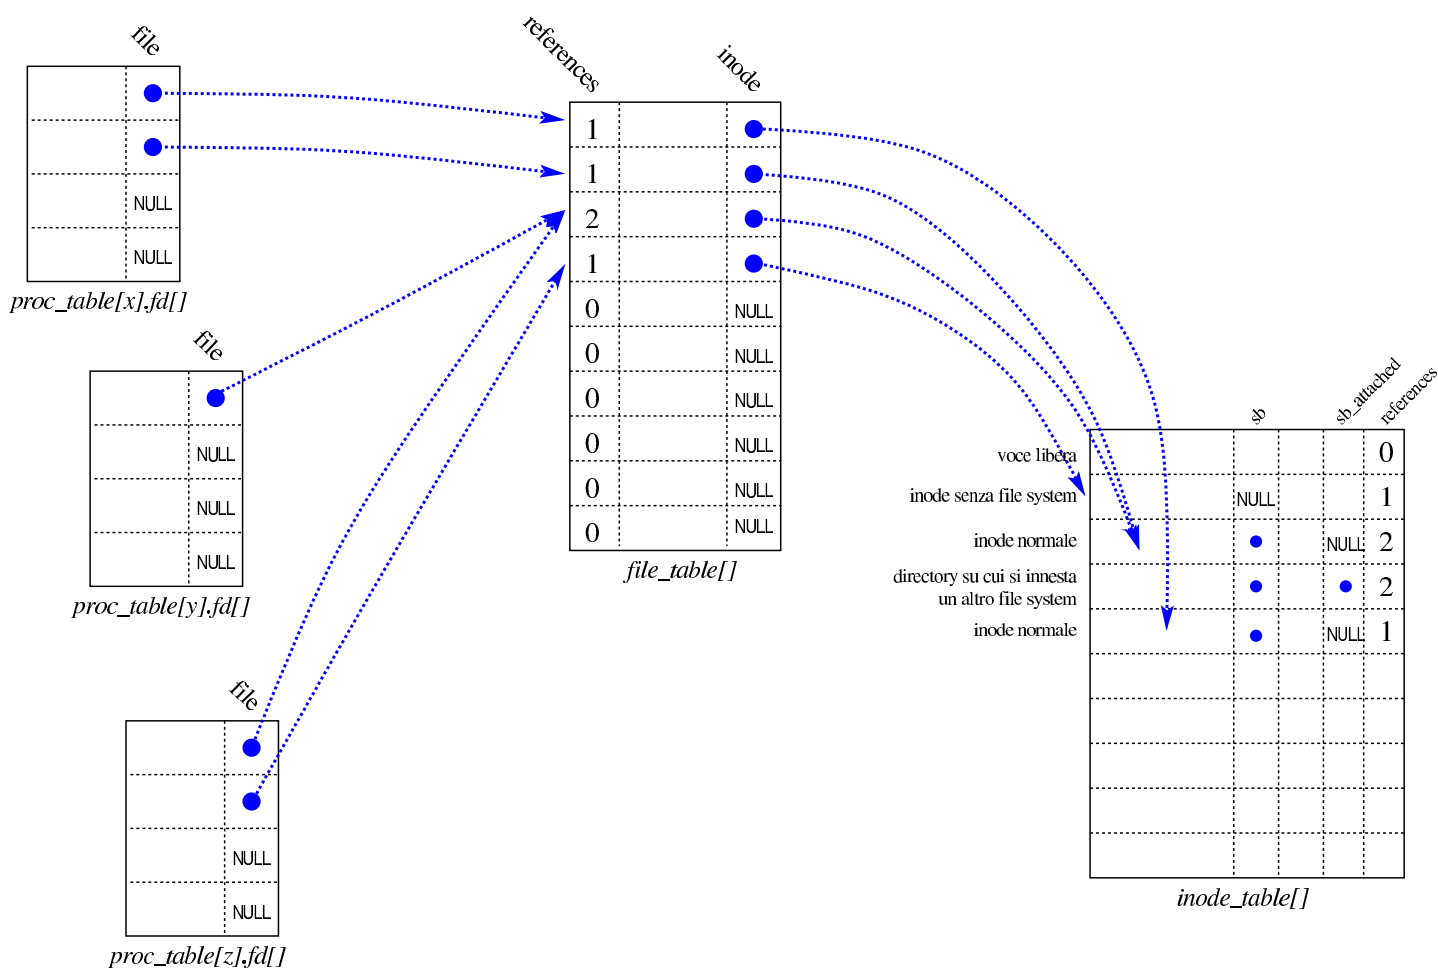 file
NULL
NULL
proc_table[x].fd[]
file
NULL
NULL
NULL
proc_table[y].fd[]
file
NULL
NULL
proc_table[z].fd[]
references
inode
1
1
2
1
0 NULL
0 NULL
0 NULL
0 NULL
0 NULL
0 NULL
file_table[]
sb
sb_attached
references
voce libera 0
inode senza file system NULL 1
inode normale NULL 2
directory su cui si innesta
un altro file system 2
inode normale NULL 1
inode_table[]